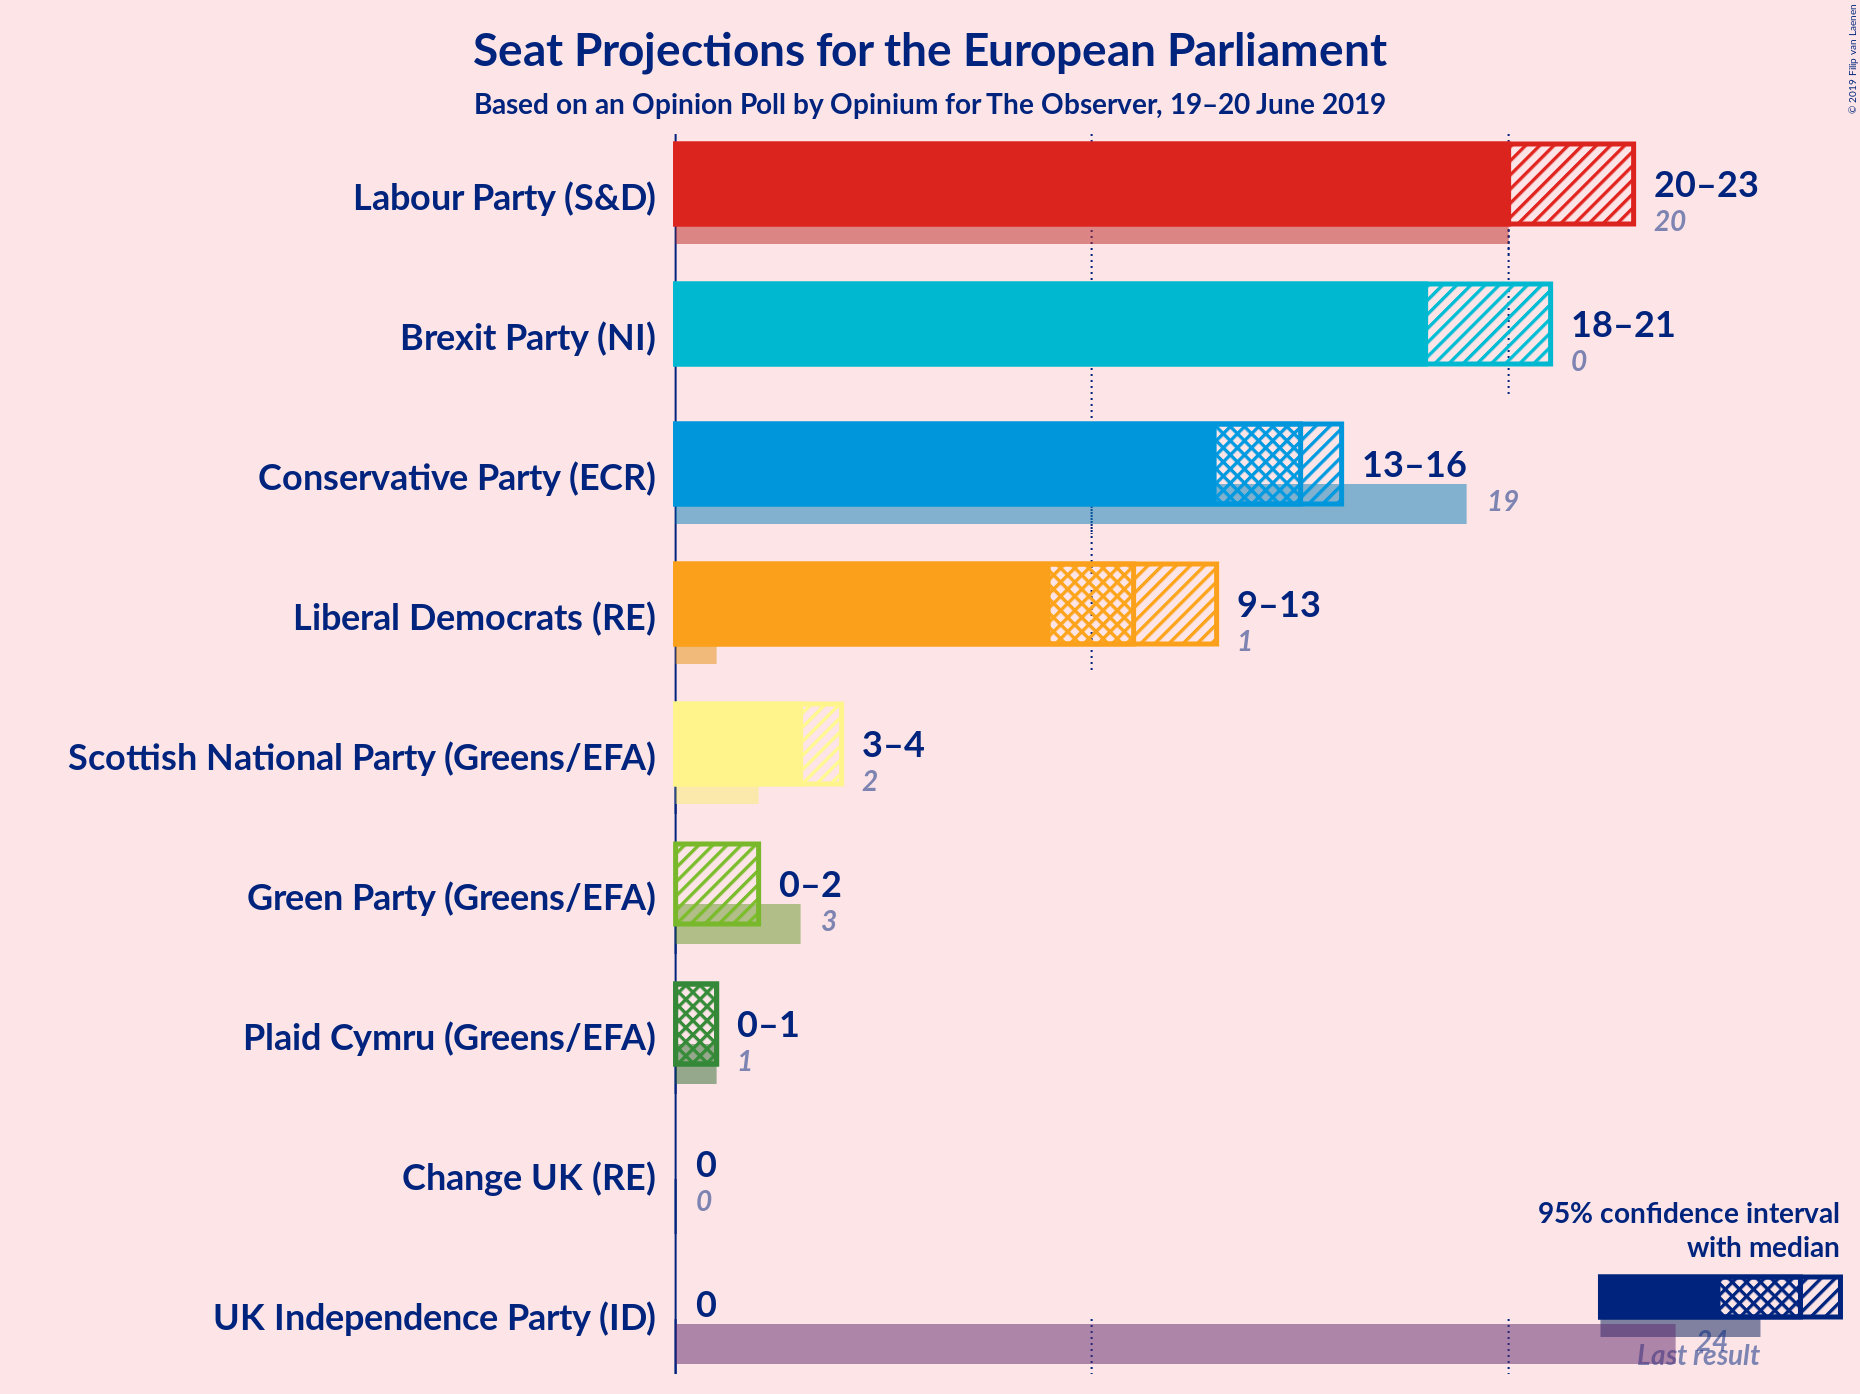 Seat Projections for the European Parliament
Based on an Opinion Poll by Opinium for The Observer, 19–20 June 2019
© 2019 Filip van Laenen
Labour Party (S&D)
20–23
20
Brexit Party (NI)
18–21
0
Conservative Party (ECR)
13–16
19
Liberal Democrats (RE)
9–13
1
Scottish National Party (Greens/EFA)
3–4
2
Green Party (Greens/EFA)
0–2
3
Plaid Cymru (Greens/EFA)
0–1
1
Change UK (RE)
0
0
UK Independence Party (ID)
0
24
95% confidence interval
with median
Last result